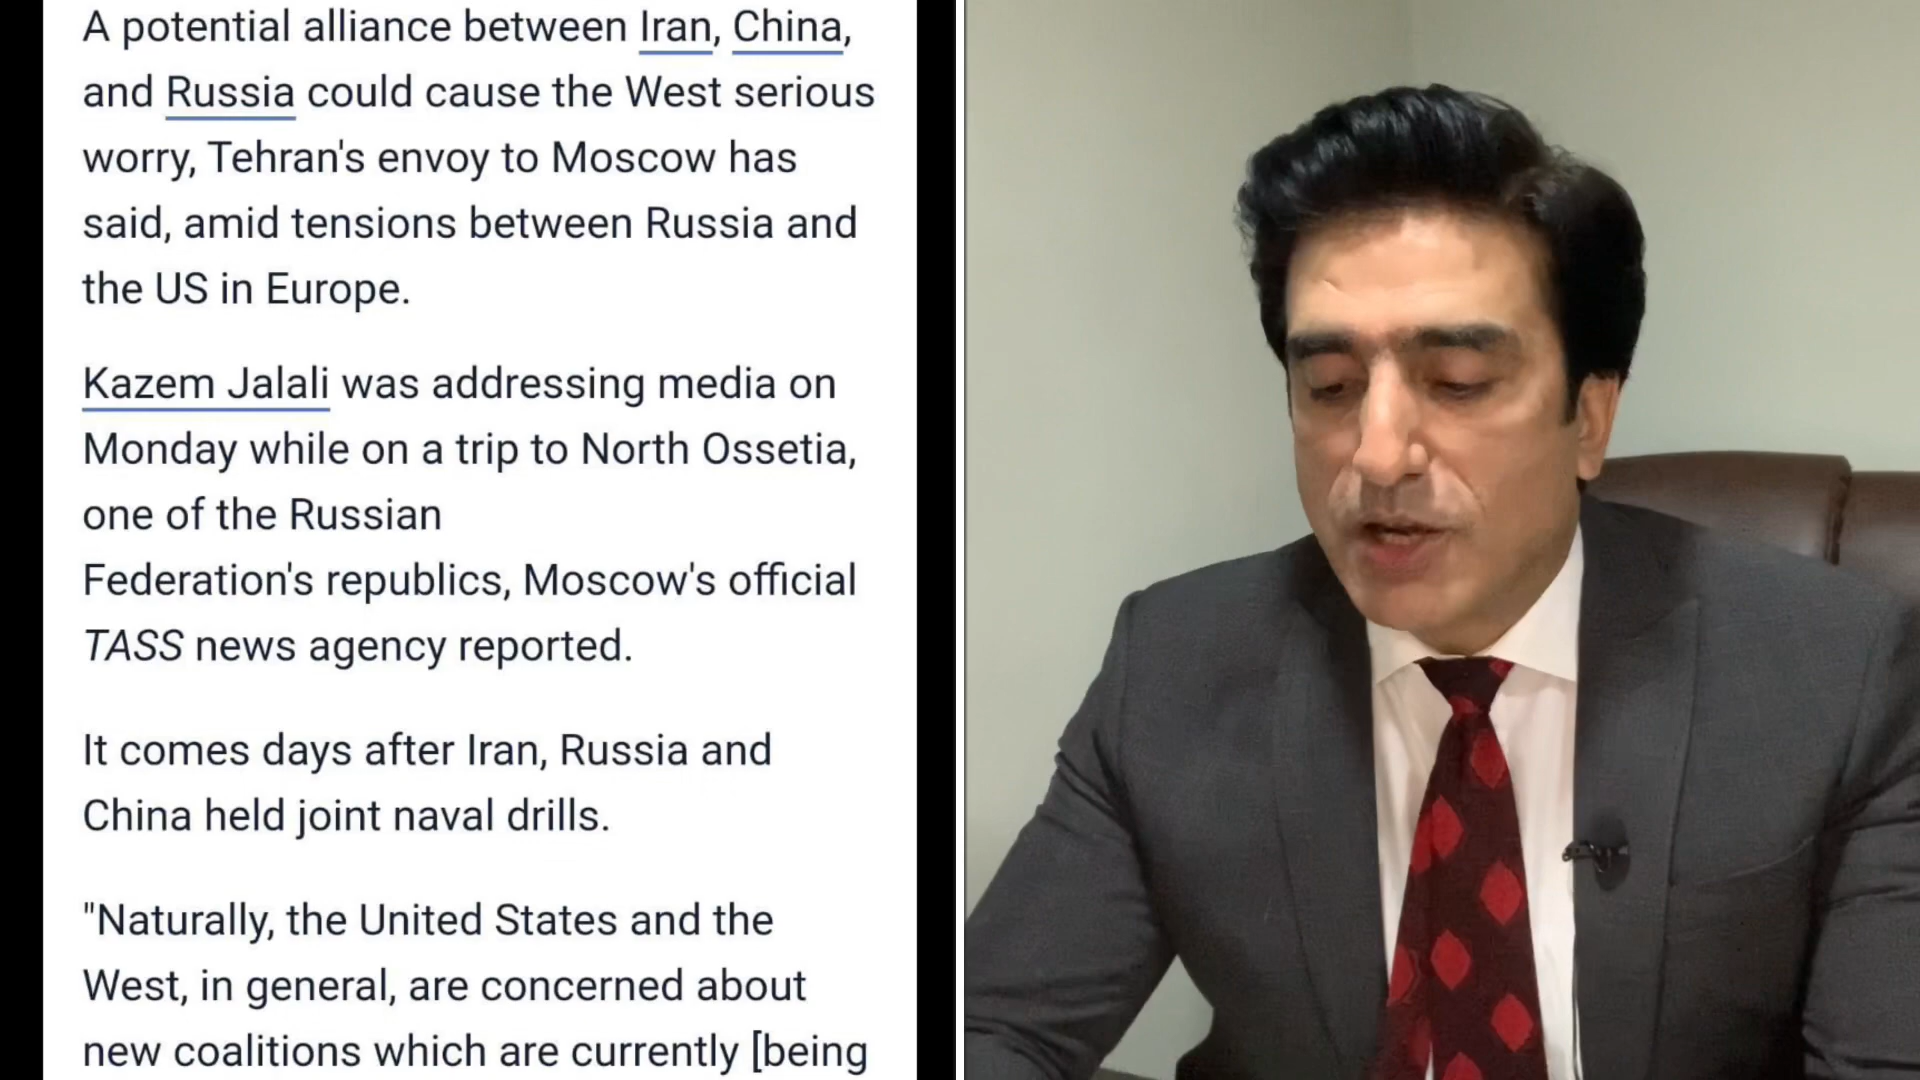 A potential alliance between Iran, China,
and Russia could cause the West serious
worry, Tehran's envoy to Moscow has
said, amid tensions between Russia and
the US in Europe.
Kazem Jalali was addressing media on
Monday while on a trip to North Ossetia,
one of the Russian
Federation's republics, Moscow's official
TASS news agency reported.
It comes days after Iran, Russia and
China held joint naval drills.
"Naturally, the United States and the
West, in general, are concerned about
new coalitions which are currently [being